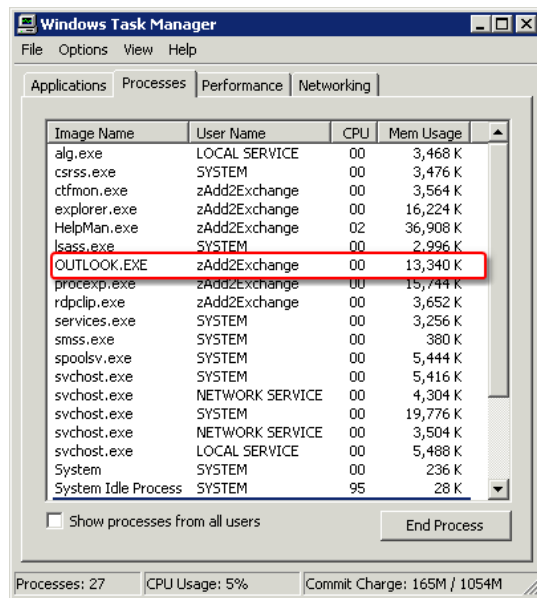 Windows Task Manager
File Options View Help
Applications Processes Performance Networking
Image Name User Name CPU Mem Usage
alg.exe LOCAL SERVICE 00 3,468 K
csrss.exe SYSTEM 00 3,476 K
ctfmon.exe zAdd2Exchange 00 3,564 K
explorer.exe zAdd2Exchange 00 16,224 K
HelpMan.exe zAdd2Exchange 02 36,908 K
lsass.exe SYSTEM 00 2,996 K
OUTLOOK.EXE zAdd2Exchange 00 13,340 K
procexp.exe zAdd2Exchange 00 15,744 K
rdpclip.exe zAdd2Exchange 00 3,652 K
services.exe SYSTEM 00 3,256 K
smss.exe SYSTEM 00 380 K
spoolsv.exe SYSTEM 00 5,444 K
svchost.exe SYSTEM 00 5,416 K
svchost.exe NETWORK SERVICE 00 4,304 K
svchost.exe SYSTEM 00 19,776 K
svchost.exe NETWORK SERVICE 00 3,504 K
svchost.exe LOCAL SERVICE 00 5,488 K
System SYSTEM 00 236 K
System Idle Process SYSTEM 95 28 K
Show processes from all users End Process
Processes: 27 CPU Usage: 5% Commit Charge: 165M / 1054M